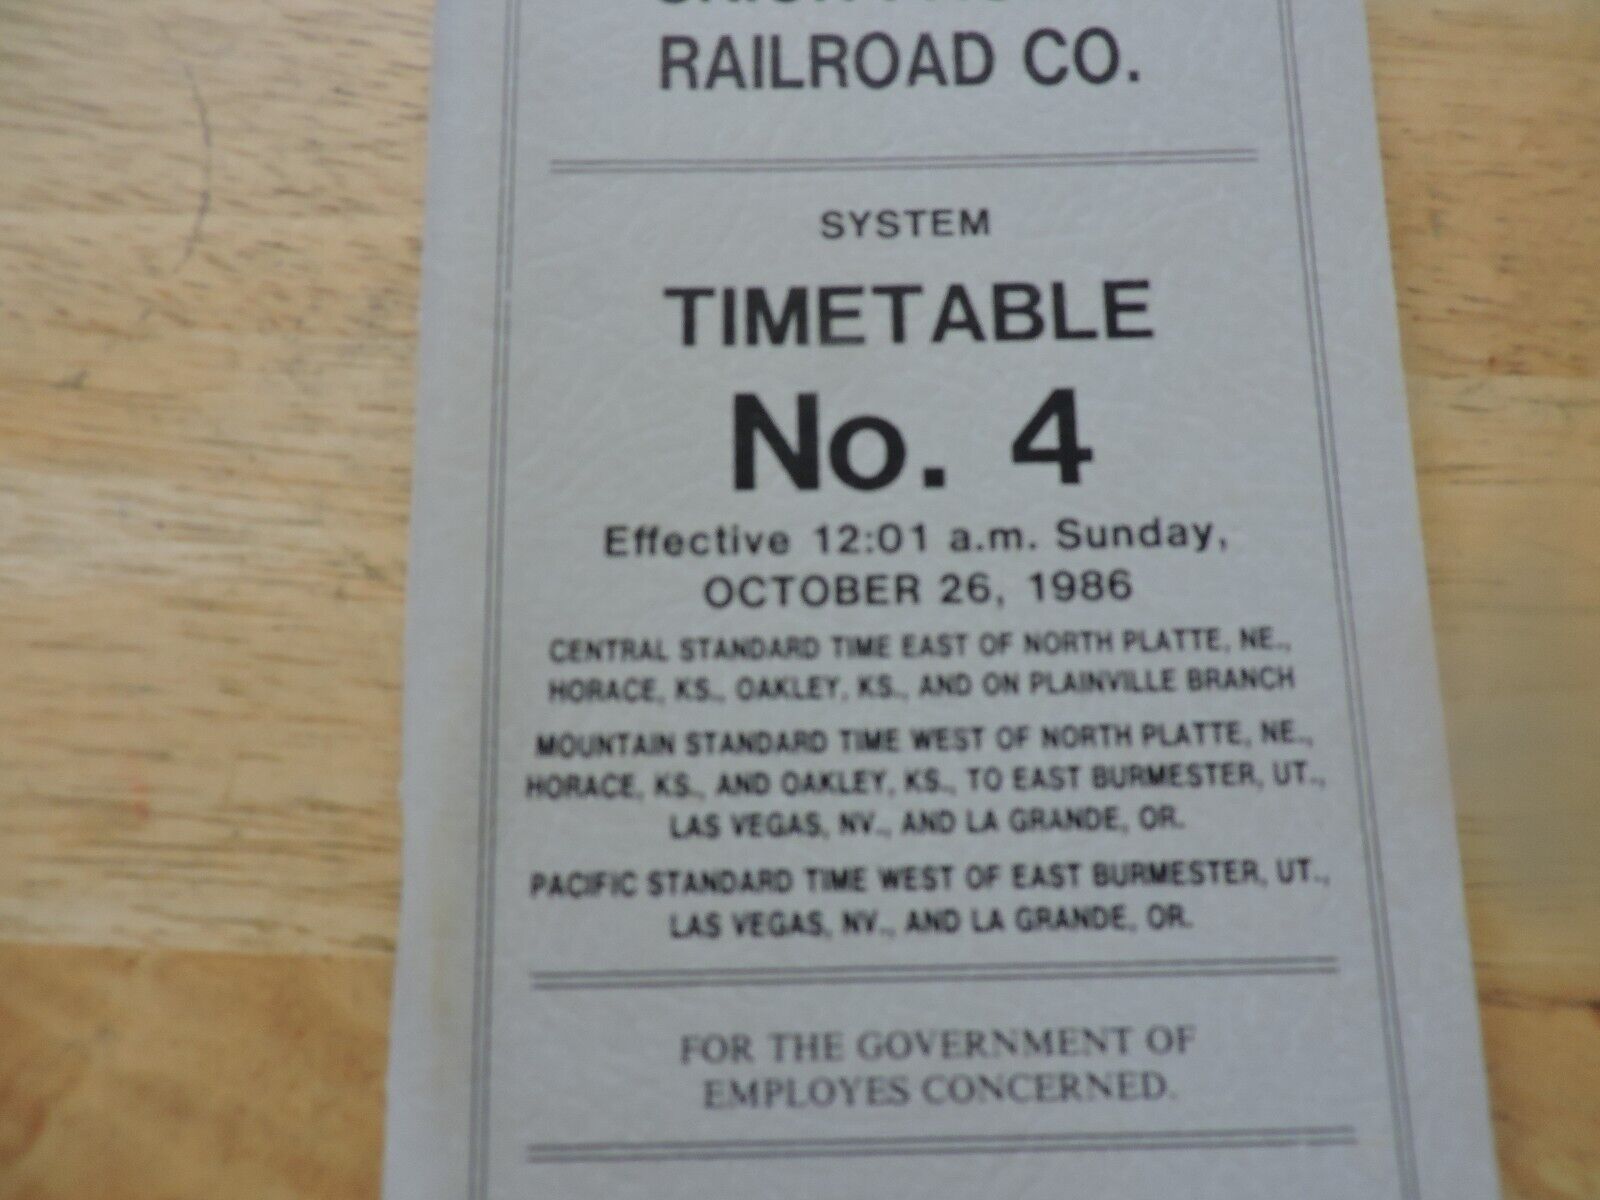 RAILROAD CO.
SYSTEM
TIMETABLE
No. 4
Effective 12:01 a.m. Sunday,
OCTOBER 26, 1986
CENTRAL STANDARD TIME EAST OF NORTH PLATTE, NE.,
HORACE, KS., OAKLEY, KS., AND ON PLAINVILLE BRANCH
MOUNTAIN STANDARD TIME WEST OF NORTH PLATTE, NE.,
HORACE, KS., AND OAKLEY, KS., TO EAST BURMESTER, UT.,
LAS VEGAS, NV., AND LA GRANDE, OR.
PACIFIC STANDARD TIME WEST OF EAST BURMESTER, UT.,
LAS VEGAS, NV., AND LA GRANDE, OR.
FOR THE GOVERNMENT OF
EMPLOYES CONCERNED.